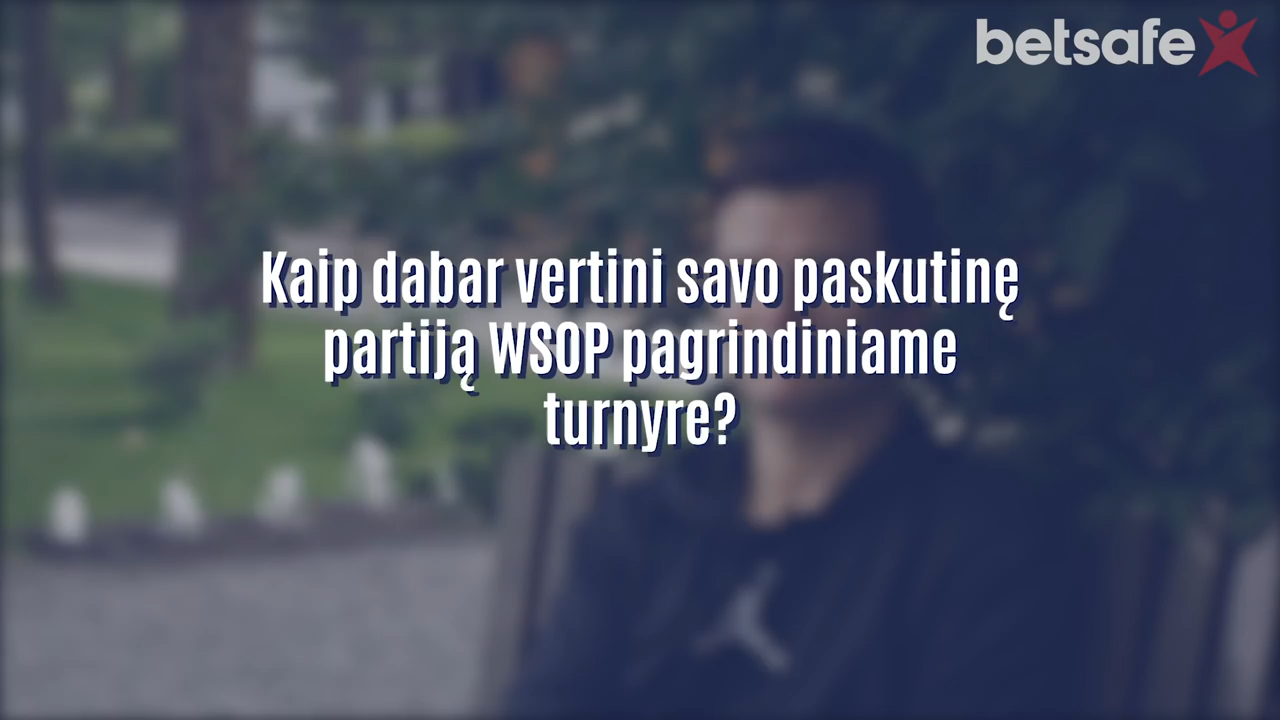 betsafe
Kaip dabar vertini savo paskutinę
partiją WSOP pagrindiniame
turnyre?